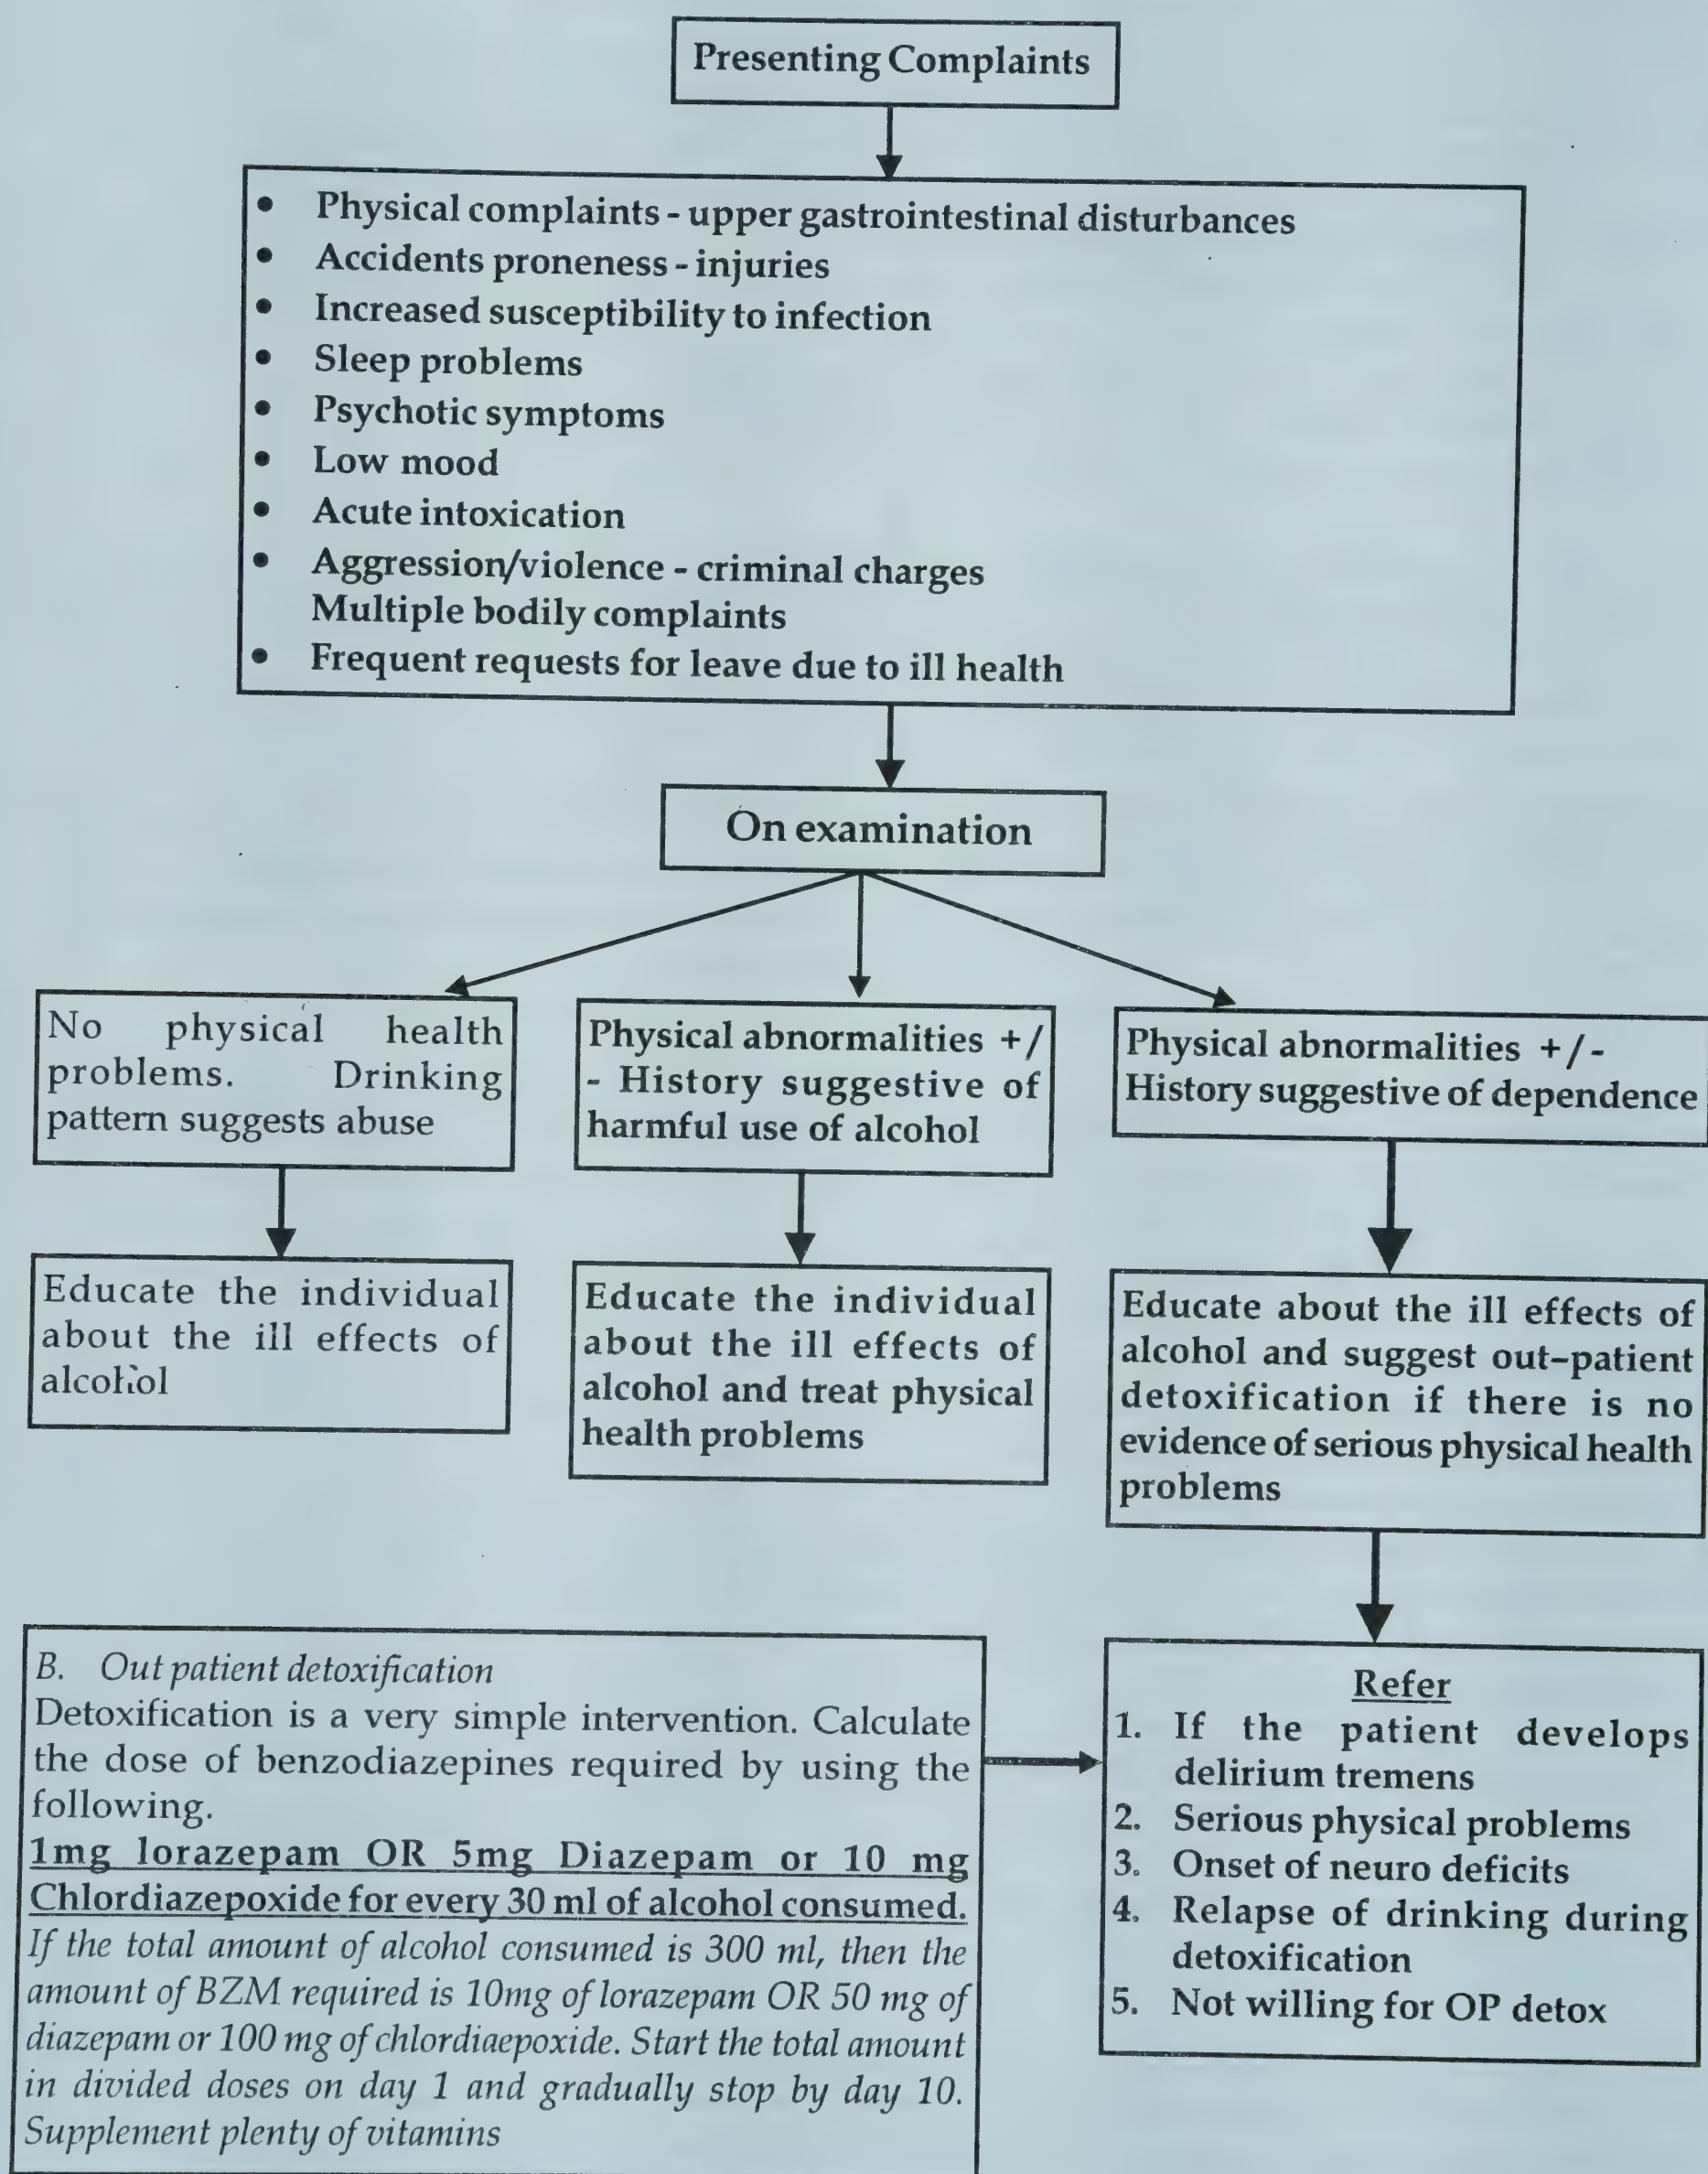 Presenting Complaints
• Physical complaints - upper gastrointestinal disturbances
• Accidents proneness - injuries
• Increased susceptibility to infection
• Sleep problems
• Psychotic symptoms
• Low mood
• Acute intoxication
• Aggression/violence - criminal charges
Multiple bodily complaints
• Frequent requests for leave due to ill health
On examination
No physical health
problems. Drinking
pattern suggests abuse
Physical abnormalities +/
- History suggestive of
harmful use of alcohol
Physical abnormalities +/-
History suggestive of dependence
Educate the individual
about the ill effects of
alcohol
Educate the individual
about the ill effects of
alcohol and treat physical
health problems
Educate about the ill effects of
alcohol and suggest out-patient
detoxification if there is no
evidence of serious physical health
problems
B. Out patient detoxification
Detoxification is a very simple intervention. Calculate
the dose of benzodiazepines required by using the
following.
1mg lorazepam OR 5mg Diazepam or 10 mg
Chlordiazepoxide for every 30 ml of alcohol consumed.
If the total amount of alcohol consumed is 300 ml, then the
amount of BZM required is 10mg of lorazepam OR 50 mg of
diazepam or 100 mg of chlordiaepoxide. Start the total amount
in divided doses on day 1 and gradually stop by day 10.
Supplement plenty of vitamins
Refer
1. If the patient develops
delirium tremens
2. Serious physical problems
3. Onset of neuro deficits
4. Relapse of drinking during
detoxification
5. Not willing for OP detox